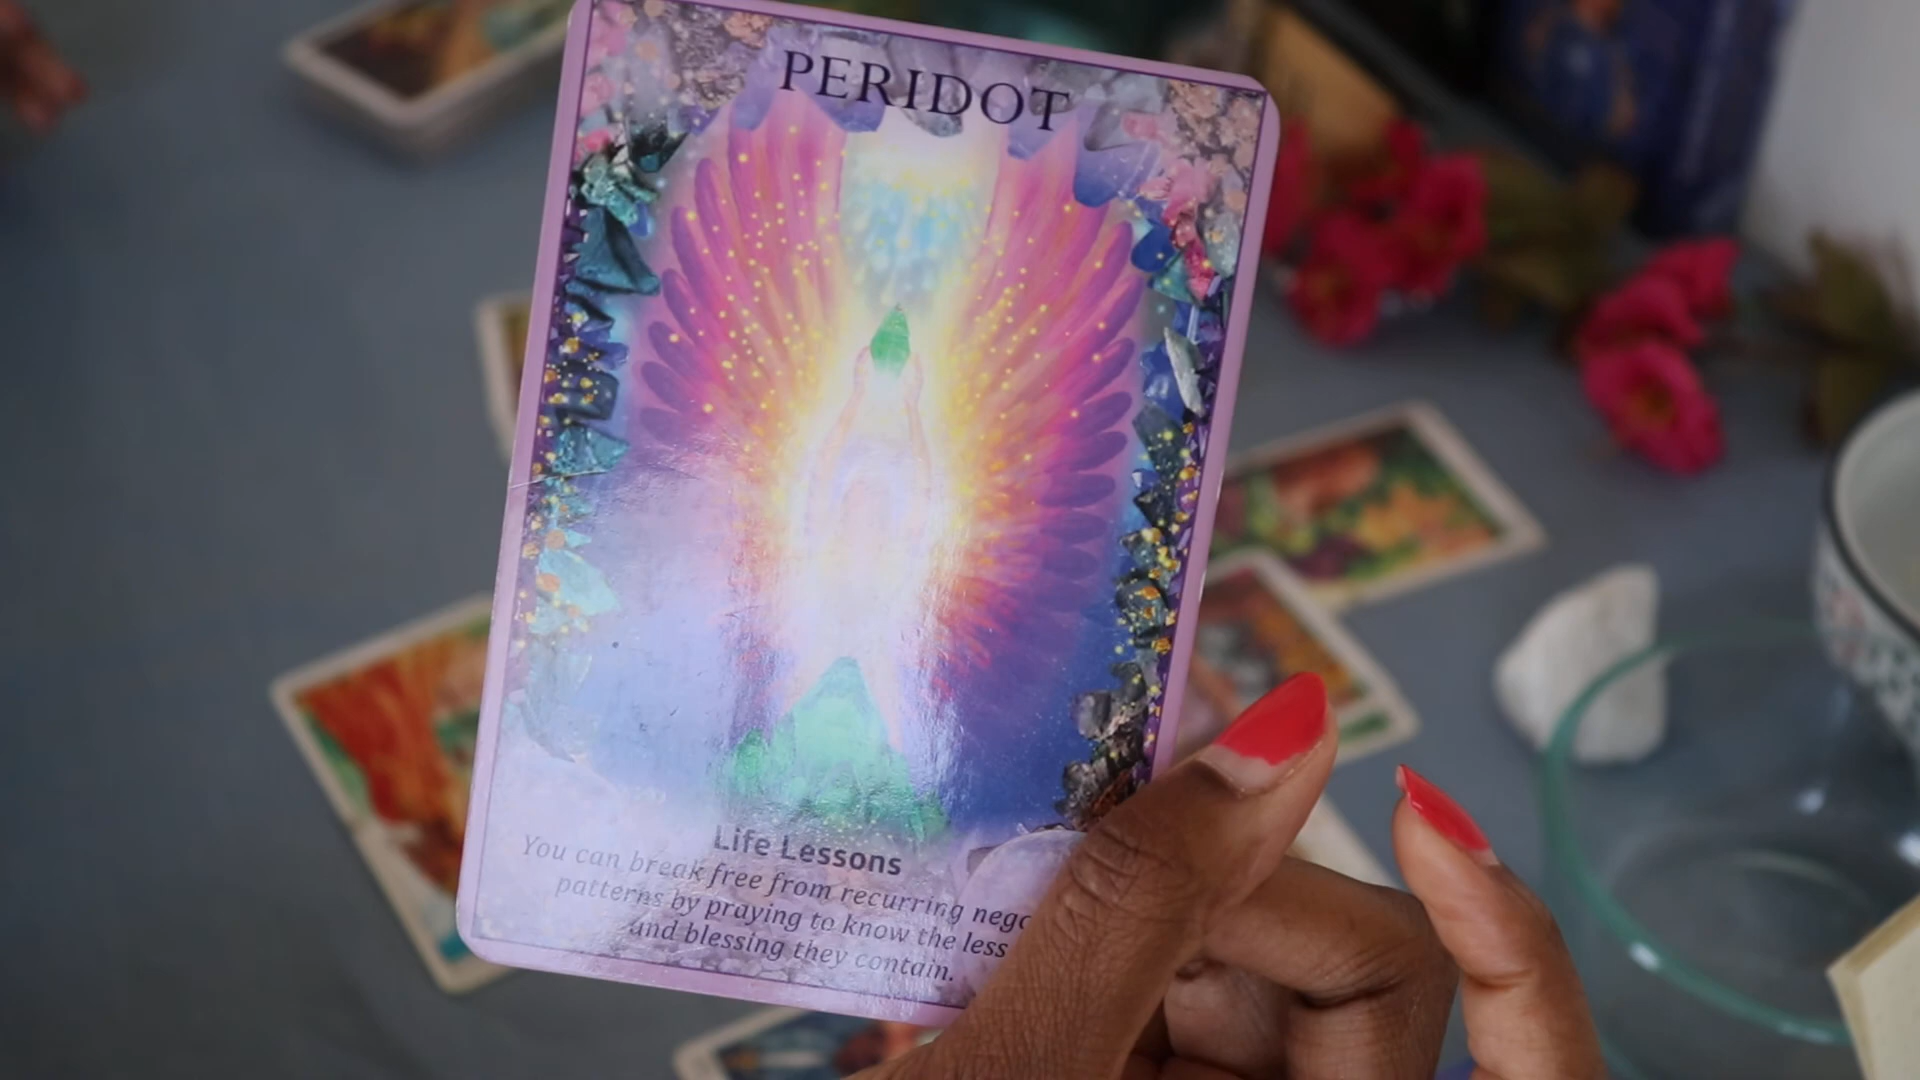 PERIDOT
Life Lessons
You can break free from recurring
patterns by praying to know the
and blessing they contain.